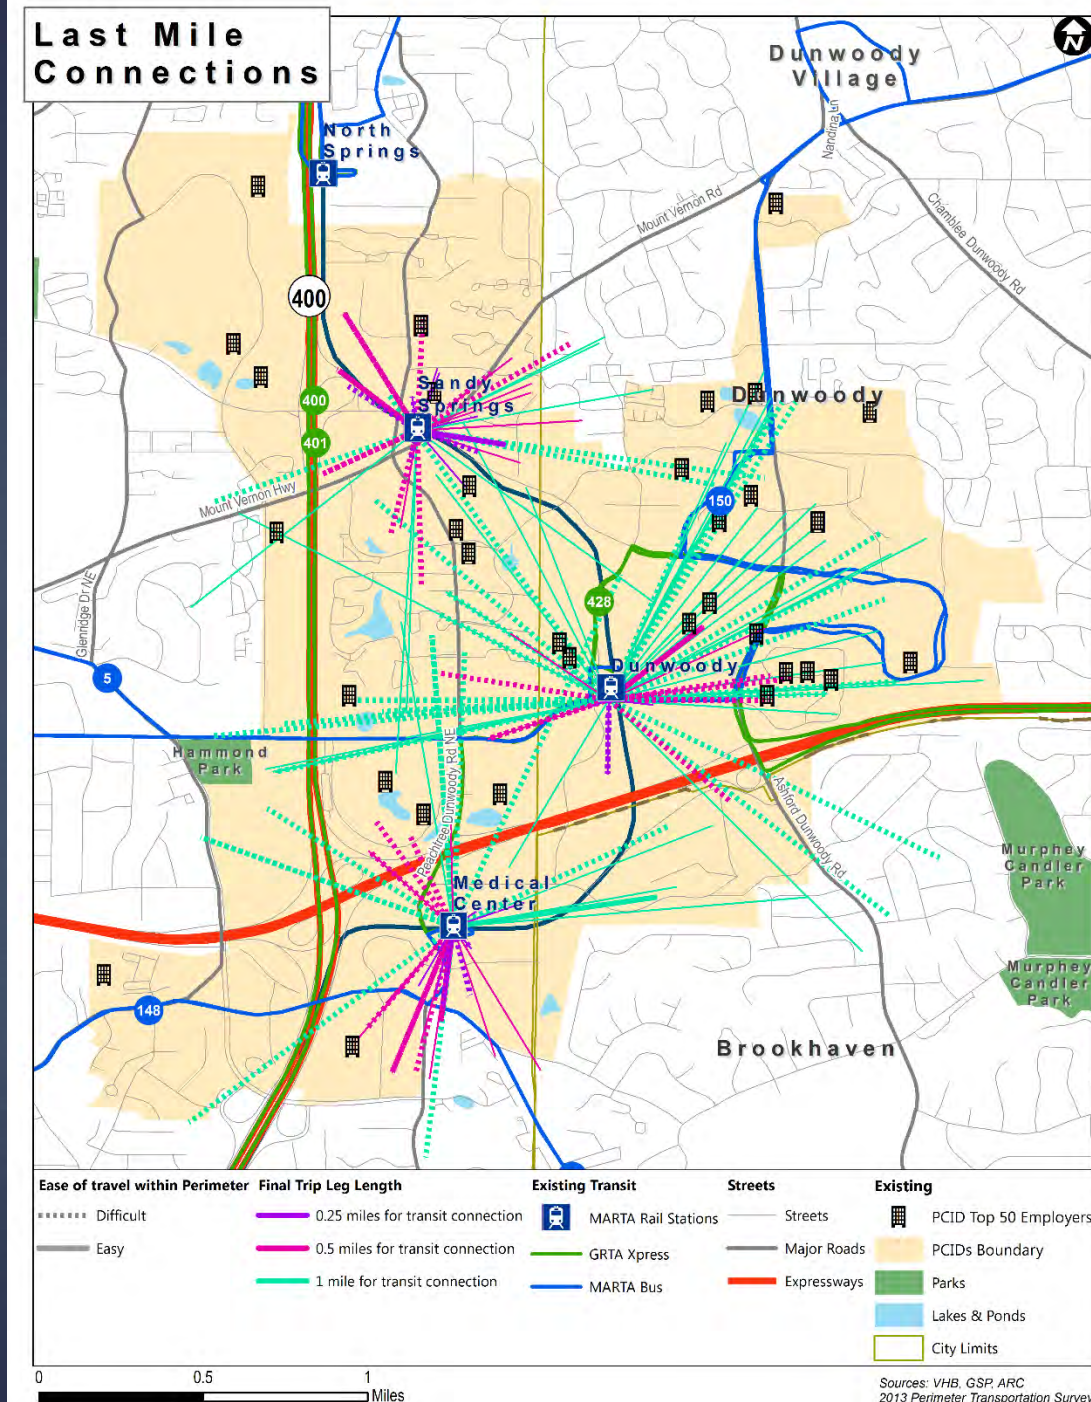 Last Mile
Connections
N
Dunwoody
Village
North
Springs
Nandina Ln
Mount Vernon Rd
Chamblee Dunwoody Rd
400
Sandy
Springs
Dunwoody
400
401
Mount Vernon Hwy
150
Glenridge Dr NE
428
5
Dunwoody
Hammond
Park
Peachtree Dunwoody Rd NE
Ashford Dunwoody Rd
Murphey
Candler
Park
Medical
Center
Murphey
Candler
Park
148
Brookhaven
Ease of travel within Perimeter
Difficult
Easy
Final Trip Leg Length
0.25 miles for transit connection
0.5 miles for transit connection
1 mile for transit connection
Existing Transit
MARTA Rail Stations
GRTA Xpress
MARTA Bus
Streets
Streets
Major Roads
Expressways
Existing
PCID Top 50 Employers
PCIDs Boundary
Parks
Lakes & Ponds
City Limits
0 0.5 1
Miles
Sources: VHB, GSP, ARC
2013 Perimeter Transportation Survey